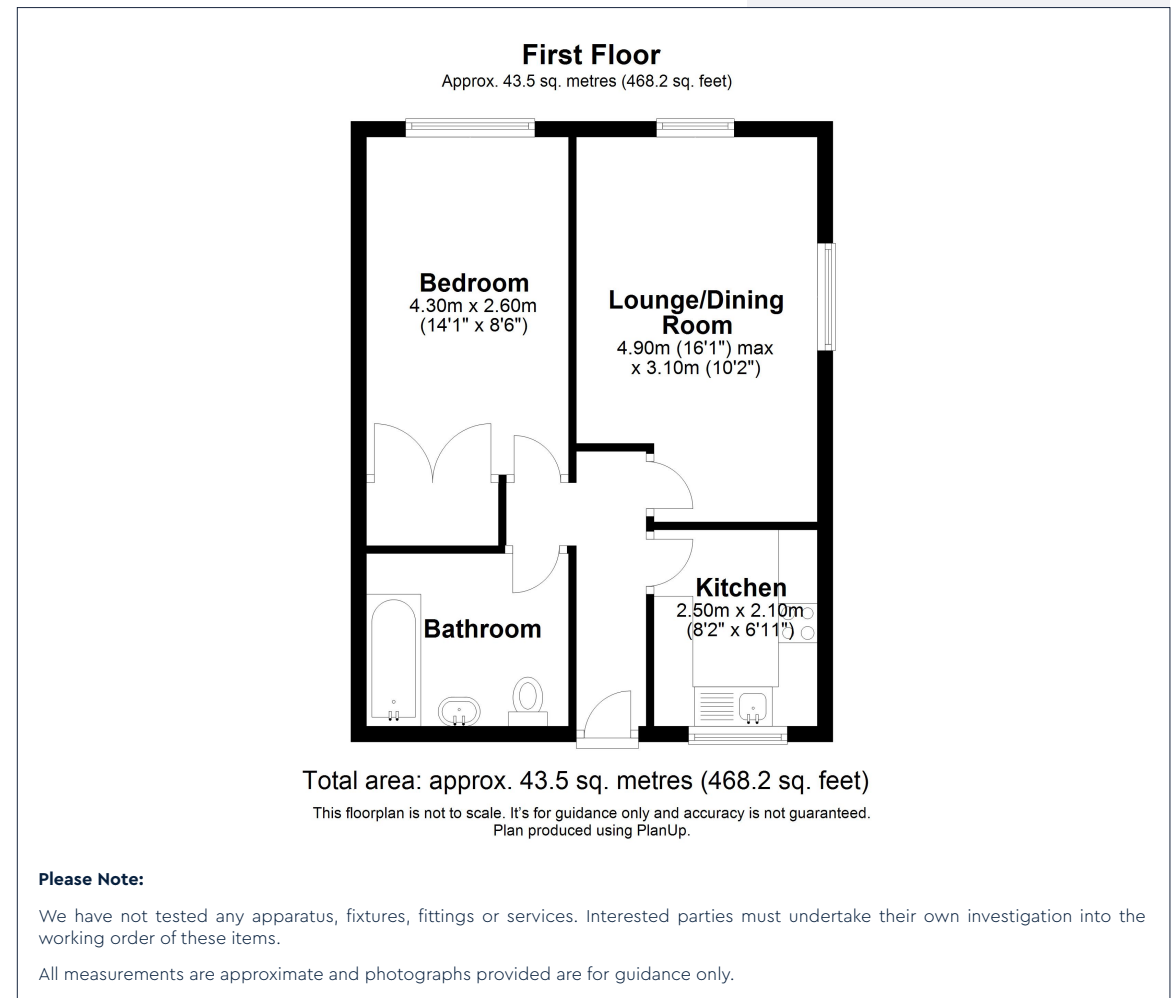 First Floor
Approx. 43.5 sq. metres (468.2 sq. feet)
Bedroom
4.30m x 2.60m
(14'1" x 8'6")
Lounge/Dining
Room
4.90m (16'1") max
x 3.10m (10'2")
Kitchen
2.50m x 2.10m
(8'2" x 6'11")
Bathroom
Total area: approx. 43.5 sq. metres (468.2 sq. feet)
This floorplan is not to scale. It's for guidance only and accuracy is not guaranteed.
Plan produced using PlanUp.
Please Note:
We have not tested any apparatus, fixtures, fittings or services. Interested parties must undertake their own investigation into the
working order of these items.
All measurements are approximate and photographs provided are for guidance only.